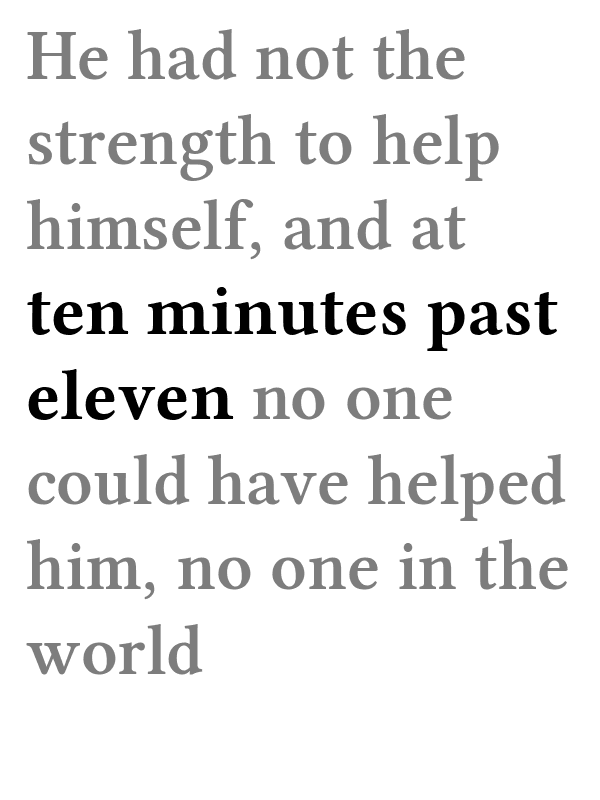 He had not the
strength to help
himself, and at
ten minutes past
eleven no one
could have helped
him, no one in the
world